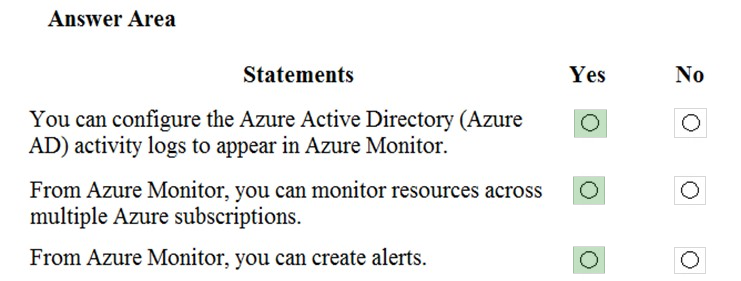 Answer Area
Statements Yes No
You can configure the Azure Active Directory (Azure
AD) activity logs to appear in Azure Monitor.
From Azure Monitor, you can monitor resources across
multiple Azure subscriptions.
From Azure Monitor, you can create alerts.